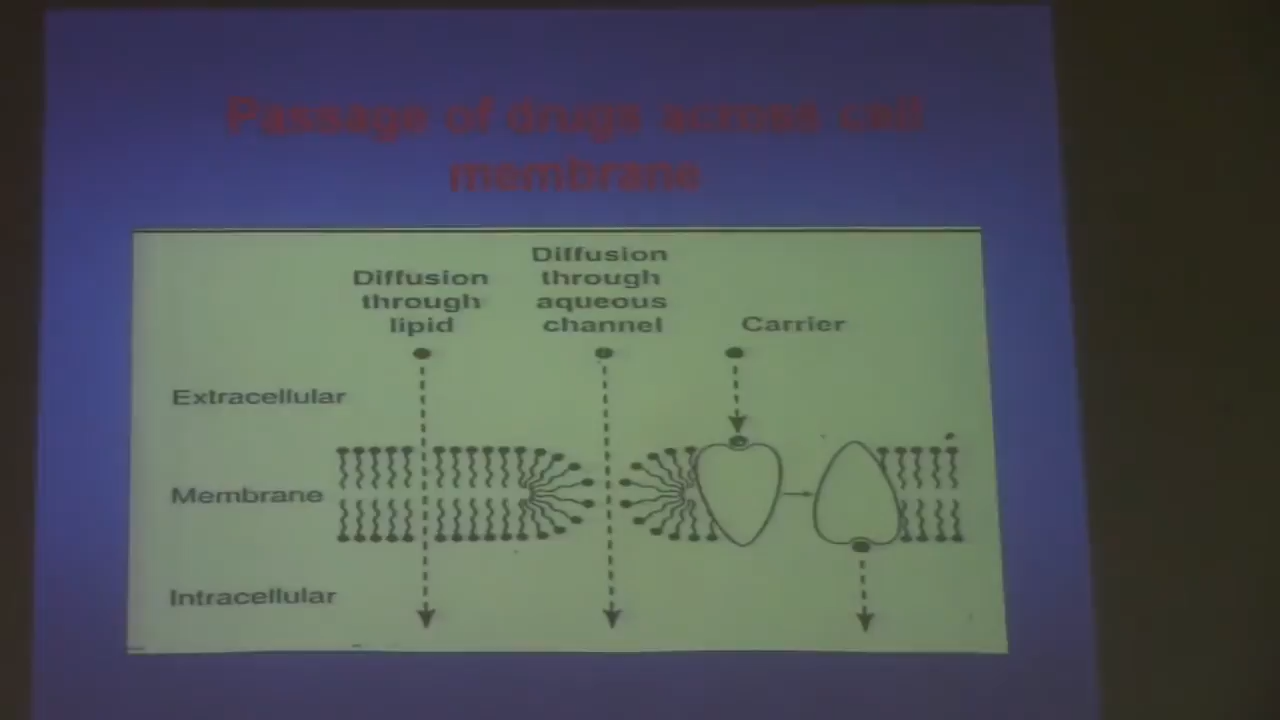 Passage of drugs across cell
membrane
Diffusion
through
lipid
Diffusion
through
aqueous
channel
Carrier
Extracellular
Membrane
Intracellular